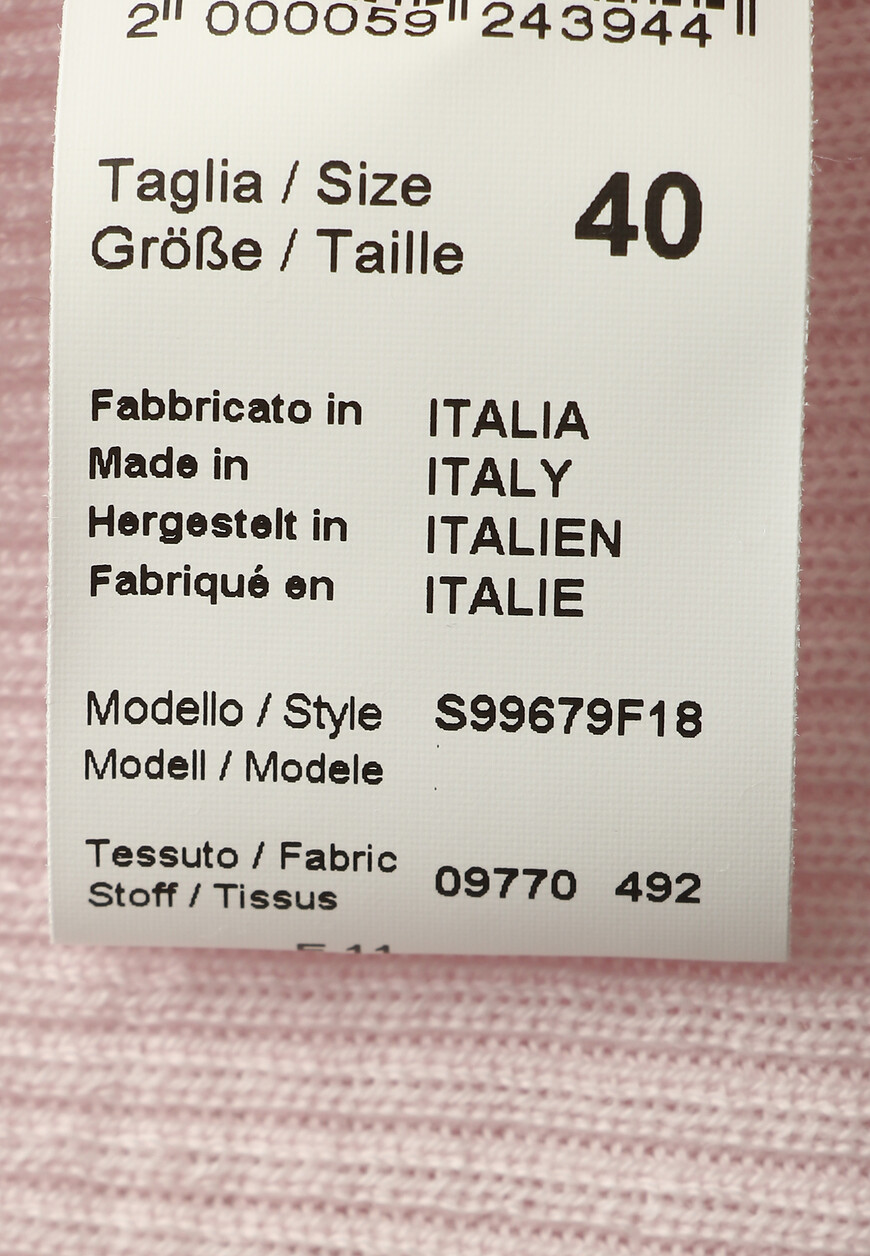 2 000059 243944
Taglia / Size
Größe / Taille
40
Fabbricato in ITALIA
Made in ITALY
Hergestelt in ITALIEN
Fabriqué en ITALIE
Modello / Style S99679F18
Modell / Modele
Tessuto / Fabric
Stoff / Tissus
09770 492